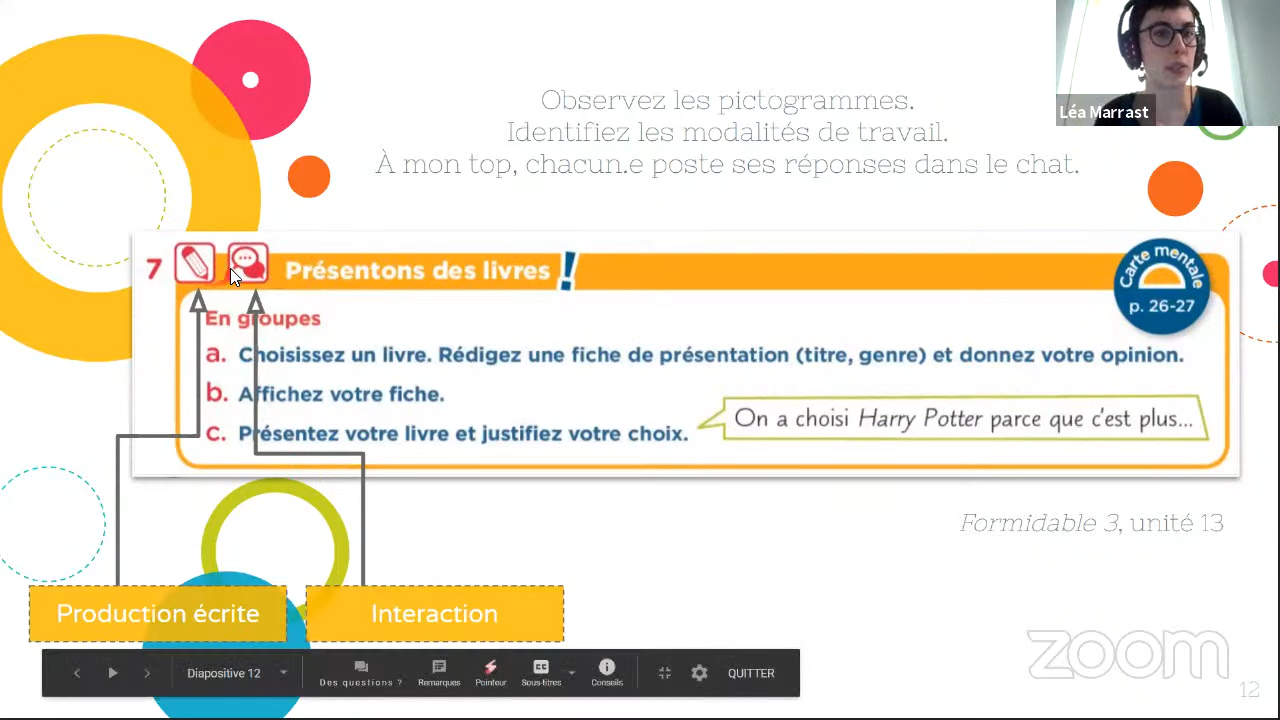 Observez les pictogrammes.
Identifiez les modalités de travail.
À mon top, chacun.e poste ses réponses dans le chat.
Léa Marrast
7 Présentons des livres !
Carte mentale
p. 26-27
En groupes
a. Choisissez un livre. Rédigez une fiche de présentation (titre, genre) et donnez votre opinion.
b. Affichez votre fiche.
On a choisi Harry Potter parce que c'est plus...
c. Présentez votre livre et justifiez votre choix.
Formidable 3, unité 13
Production écrite
Interaction
Diapositive 12
Des questions ?
Remarques
Pointeur
CC
Sous-titres
Conseils
QUITTER
zoom
12